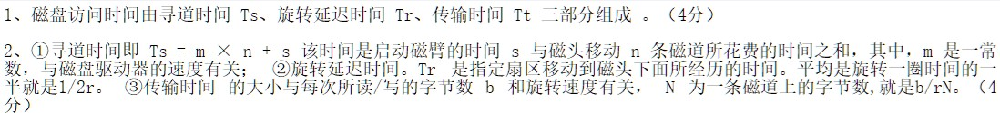 1、磁盘访问时间由寻道时间 Ts、旋转延迟时间 Tr、传输时间 Tt 三部分组成 。（4分）
2、①寻道时间即 Ts = m × n + s 该时间是启动磁臂的时间 s 与磁头移动 n 条磁道所花费的时间之和，其中，m 是一常
数，与磁盘驱动器的速度有关； ②旋转延迟时间。Tr 是指定扇区移动到磁头下面所经历的时间。平均是旋转一圈时间的一
半就是1/2r。 ③传输时间 的大小与每次所读/写的字节数 b 和旋转速度有关， N 为一条磁道上的字节数,就是b/rN。（4
分）